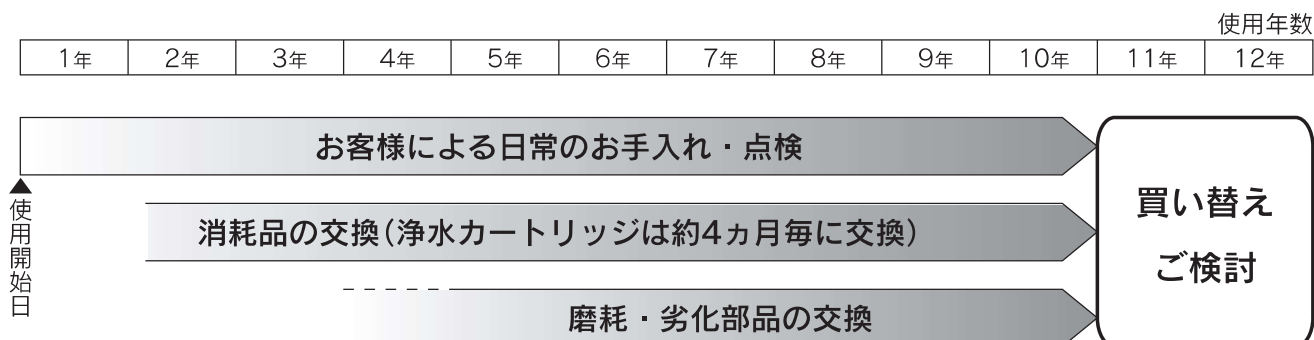 使用年数
1年 2年 3年 4年 5年 6年 7年 8年 9年 10年 11年 12年
お客様による日常のお手入れ・点検
▲使用開始日
消耗品の交換(浄水カートリッジは約4ヵ月毎に交換)
磨耗・劣化部品の交換
買い替え
ご検討